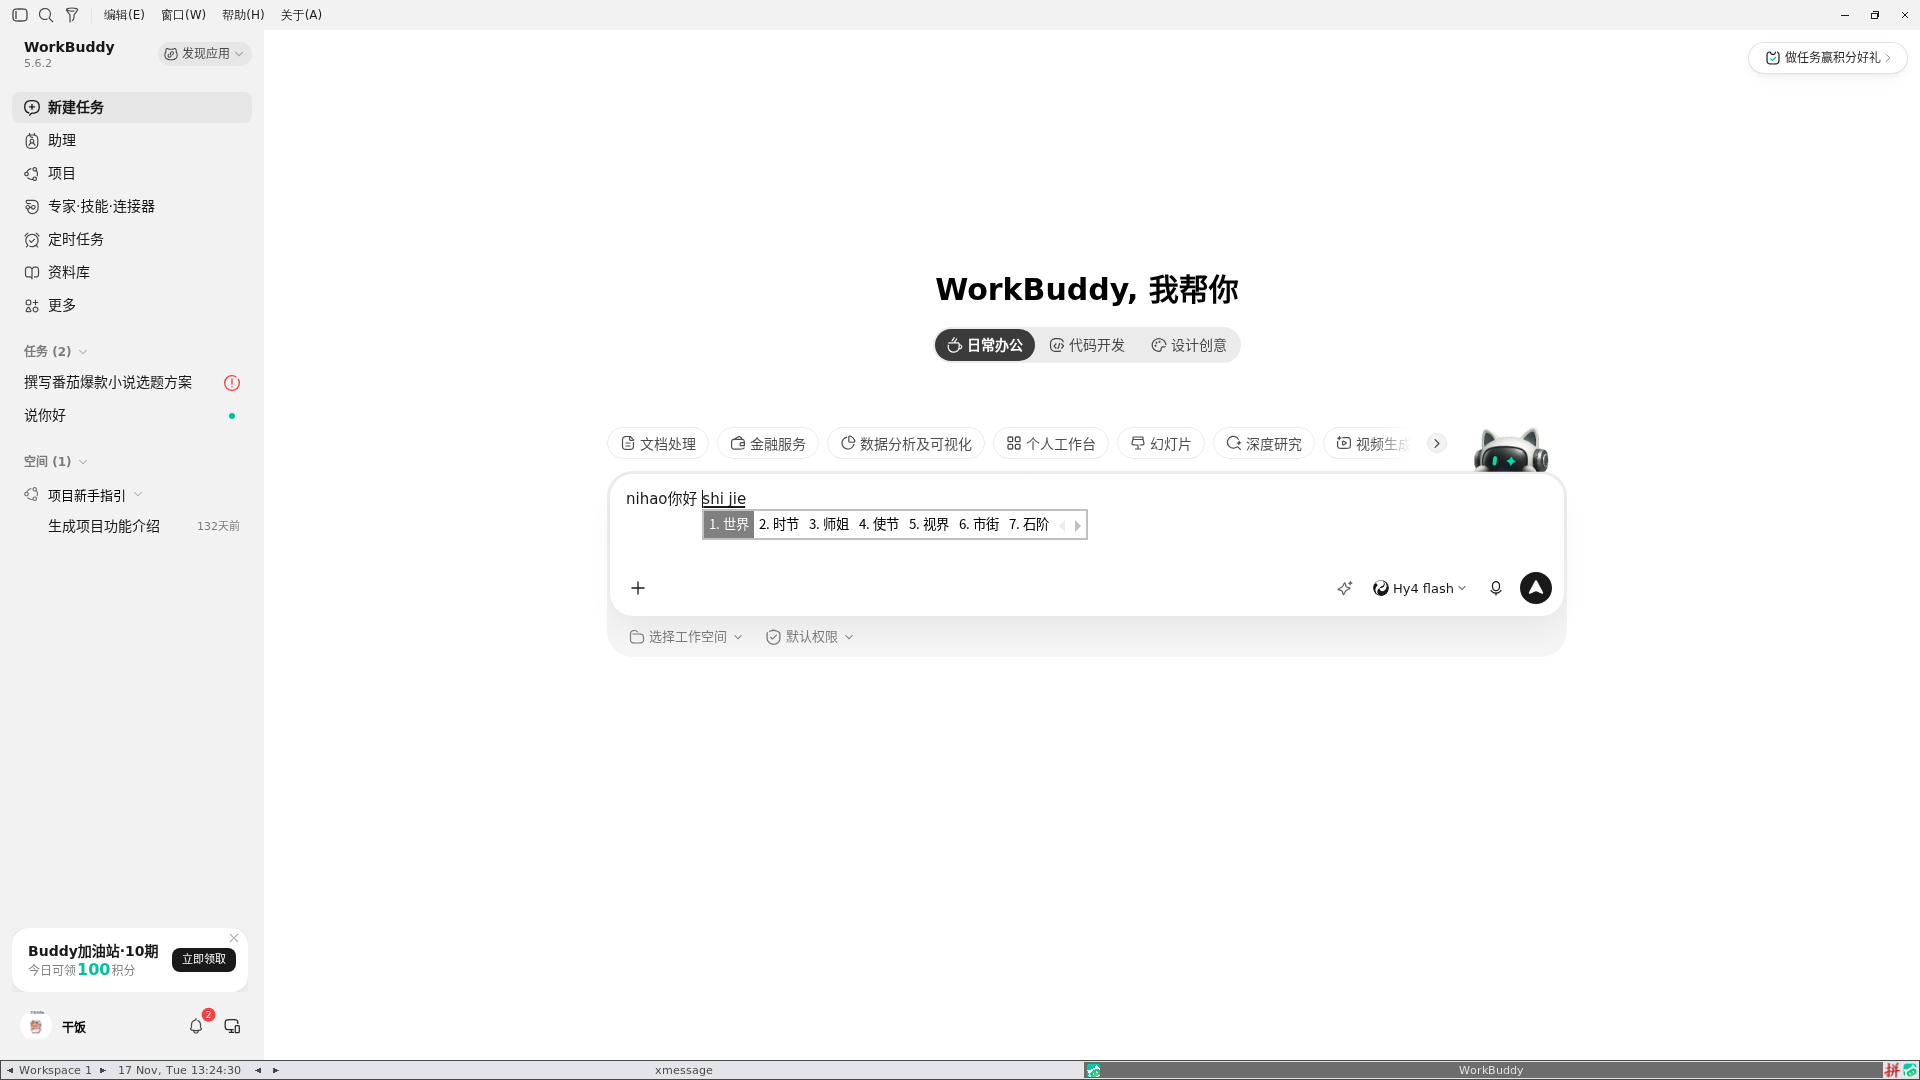 编辑(E) 窗口(W) 帮助(H) 关于(A)
WorkBuddy
5.6.2
发现应用
做任务赢积分好礼
新建任务
助理
项目
专家·技能·连接器
定时任务
资料库
更多
任务 (2)
撰写番茄爆款小说选题方案
说你好
空间 (1)
项目新手指引
生成项目功能介绍 132天前
WorkBuddy, 我帮你
日常办公 代码开发 设计创意
文档处理 金融服务 数据分析及可视化 个人工作台 幻灯片 深度研究 视频生成
nihao你好 shi jie
1. 世界 2. 时节 3. 师姐 4. 使节 5. 视界 6. 市街 7. 石阶
Hy4 flash
选择工作空间 默认权限
Buddy加油站·10期
今日可领100积分
立即领取
干饭
2
Workspace 1 17 Nov, Tue 13:24:30 xmessage WorkBuddy 拼